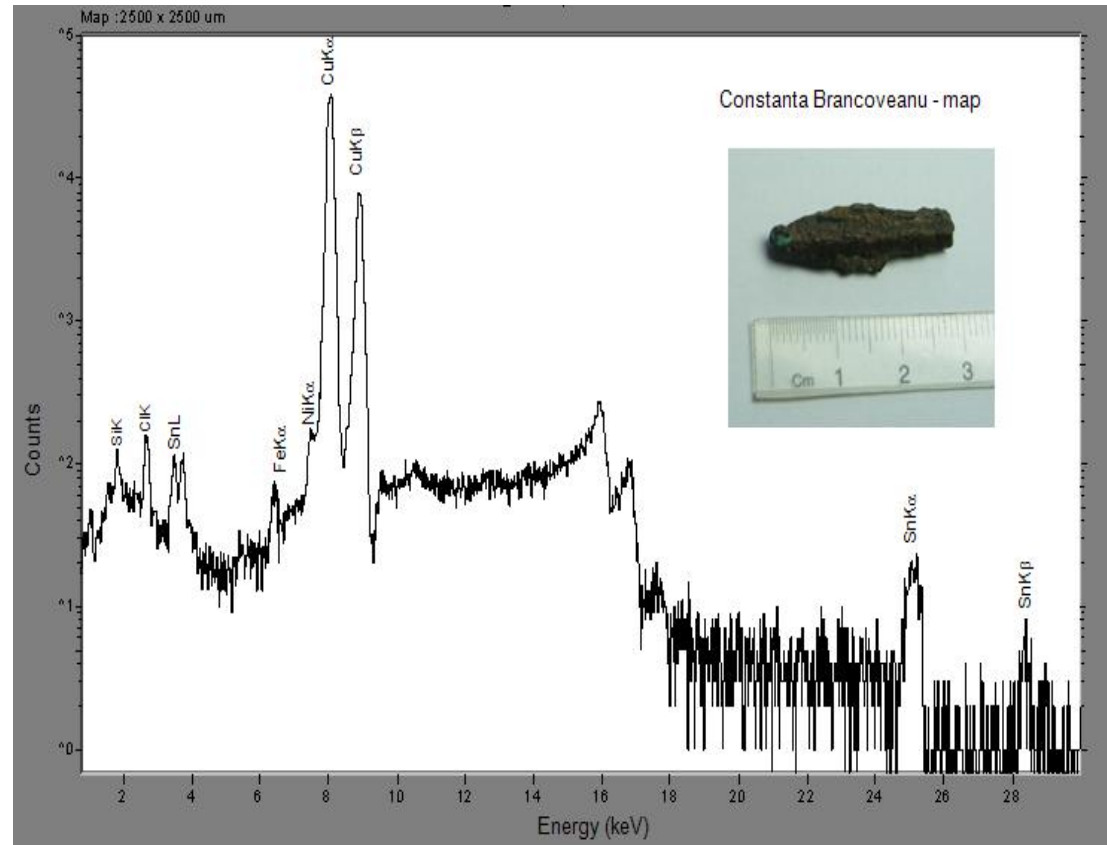 Map :2500 x 2500 um
Constanta Brancoveanu - map
Counts
^5
^4
^3
^2
^1
^0
SiK
ClK
SnL
FeKα
NiKα
CuKα
CuKβ
SnKα
SnKβ
Cm 1 2 3
2 4 6 8 10 12 14 16 18 20 22 24 26 28
Energy (keV)